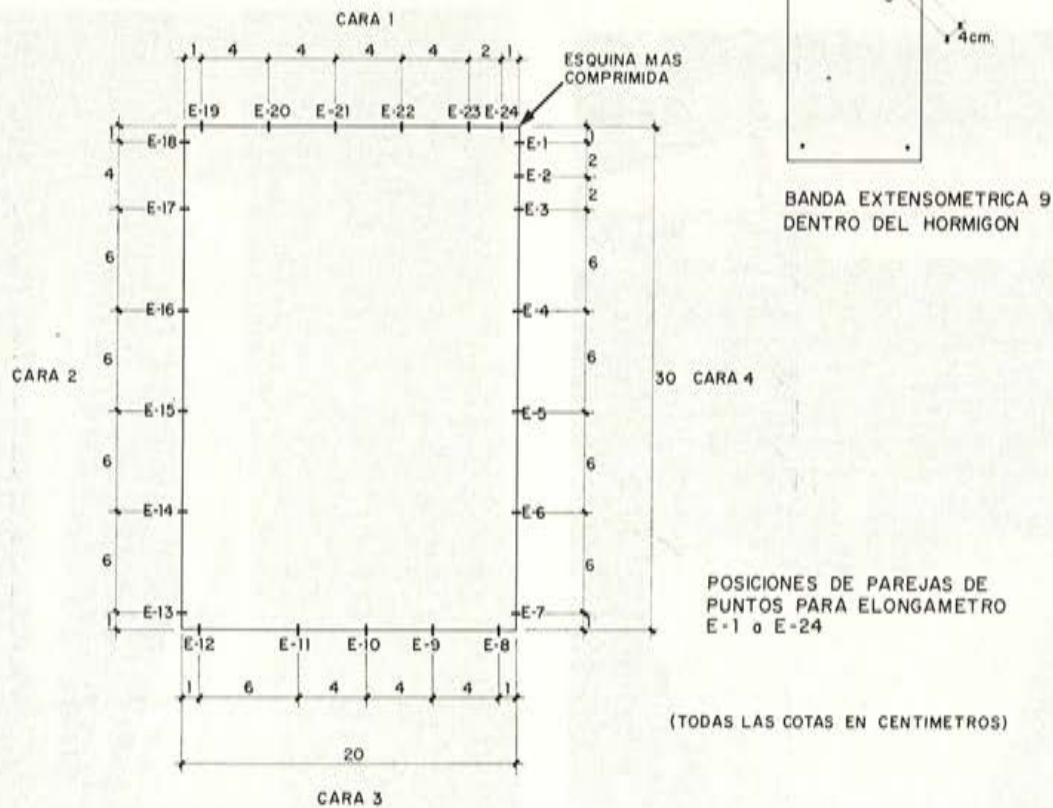 CARA 1
1 4 4 4 4 2 1
ESQUINA MAS
COMPRIMIDA
E-19 E-20 E-21 E-22 E-23 E-24
4cm.
BANDA EXTENSOMETRICA 9
DENTRO DEL HORMIGON
1
4
6
6
6
6
1
CARA 2
E-18
E-17
E-16
E-15
E-14
E-13
E-1
E-2
E-3
E-4
E-5
E-6
E-7
1
2
2
6
6
6
6
1
30 CARA 4
E-12 E-11 E-10 E-9 E-8
1 6 4 4 4 1
20
CARA 3
POSICIONES DE PAREJAS DE
PUNTOS PARA ELONGAMETRO
E-1 a E-24
(TODAS LAS COTAS EN CENTIMETROS)